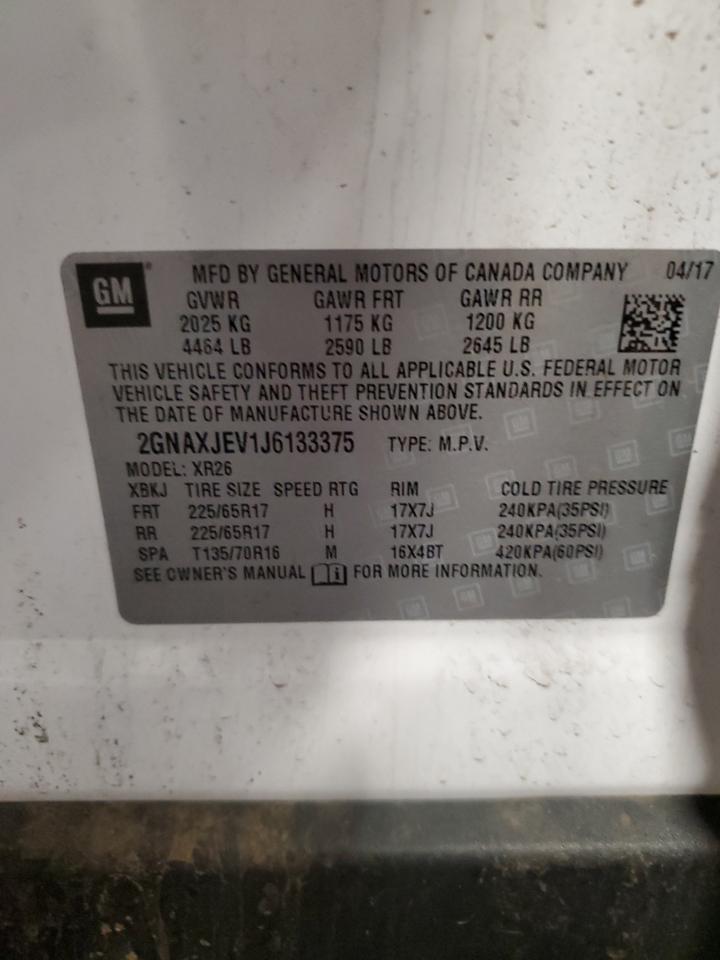 GM MFD BY GENERAL MOTORS OF CANADA COMPANY 04/17
GVWR GAWR FRT GAWR RR
2025 KG 1175 KG 1200 KG
4464 LB 2590 LB 2645 LB
THIS VEHICLE CONFORMS TO ALL APPLICABLE U.S. FEDERAL MOTOR
VEHICLE SAFETY AND THEFT PREVENTION STANDARDS IN EFFECT ON
THE DATE OF MANUFACTURE SHOWN ABOVE.
2GNAXJEV1J6133375 TYPE: M.P.V.
MODEL: XR26
XBKJ TIRE SIZE SPEED RTG RIM COLD TIRE PRESSURE
FRT 225/65R17 H 17X7J 240KPA(35PSI)
RR 225/65R17 H 17X7J 240KPA(35PSI)
SPA T135/70R16 M 16X4BT 420KPA(60PSI)
SEE OWNER'S MANUAL FOR MORE INFORMATION.